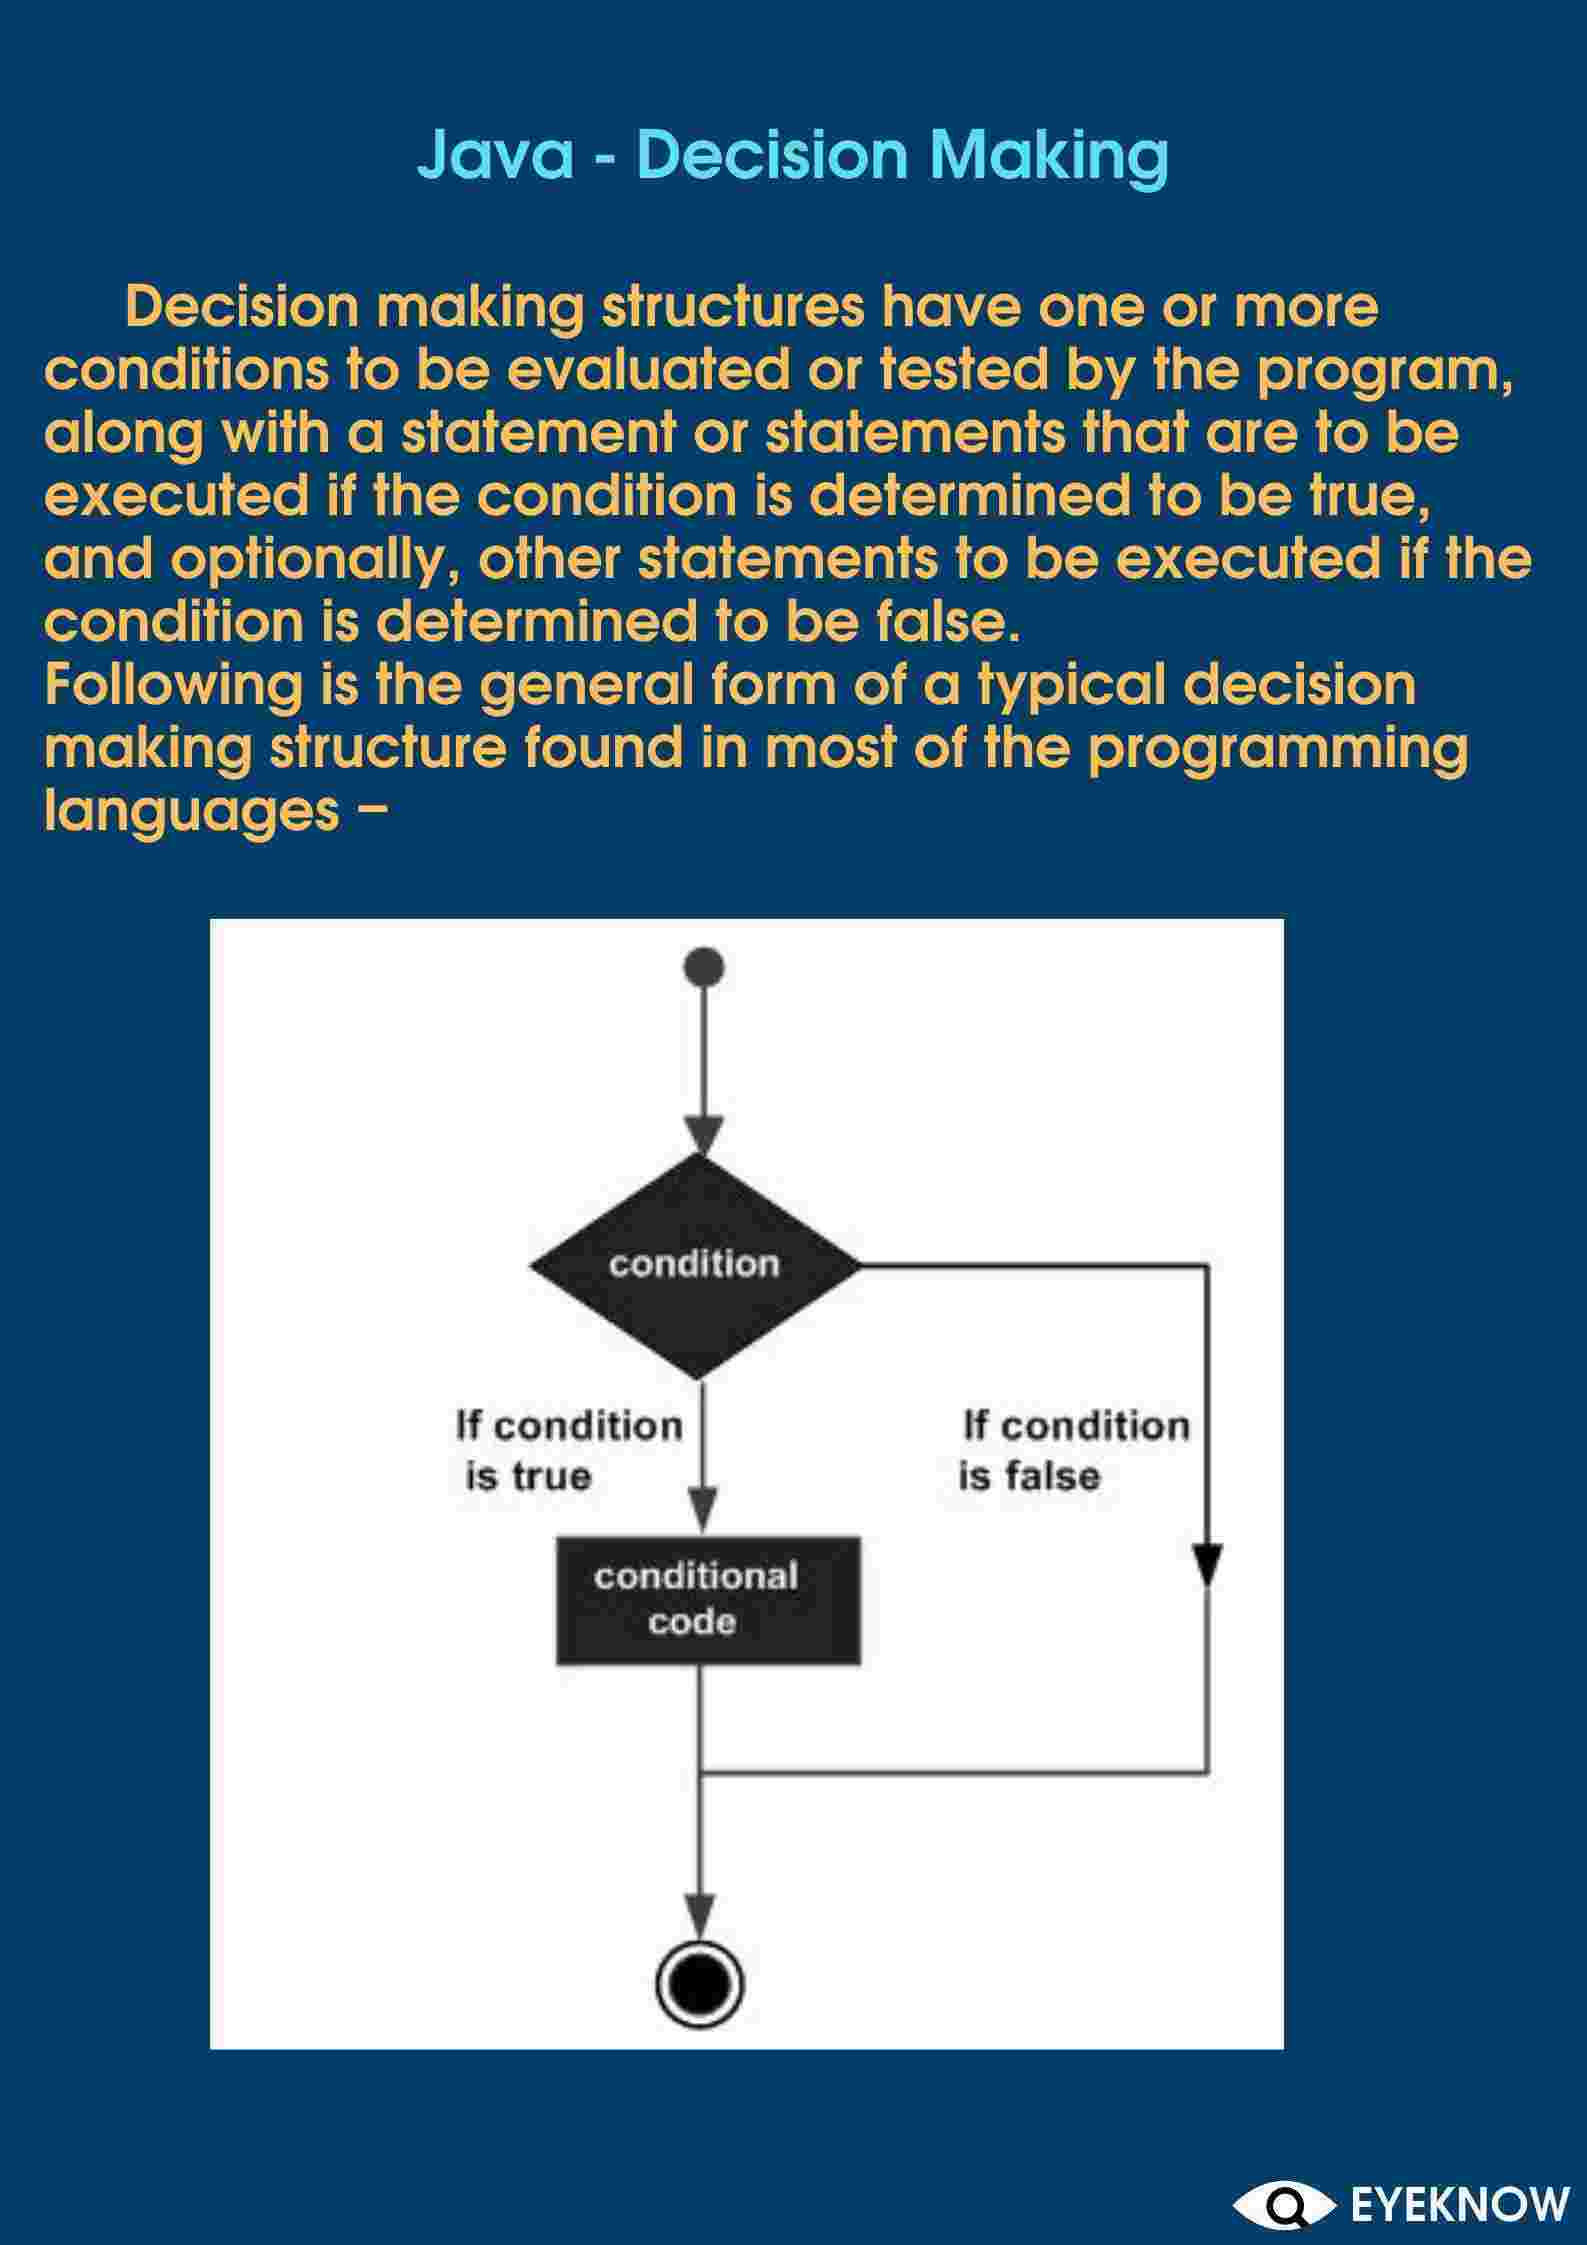 Java - Decision Making
Decision making structures have one or more
conditions to be evaluated or tested by the program,
along with a statement or statements that are to be
executed if the condition is determined to be true,
and optionally, other statements to be executed if the
condition is determined to be false.
Following is the general form of a typical decision
making structure found in most of the programming
languages –
condition
If condition
is true
If condition
is false
conditional
code
EYEKNOW